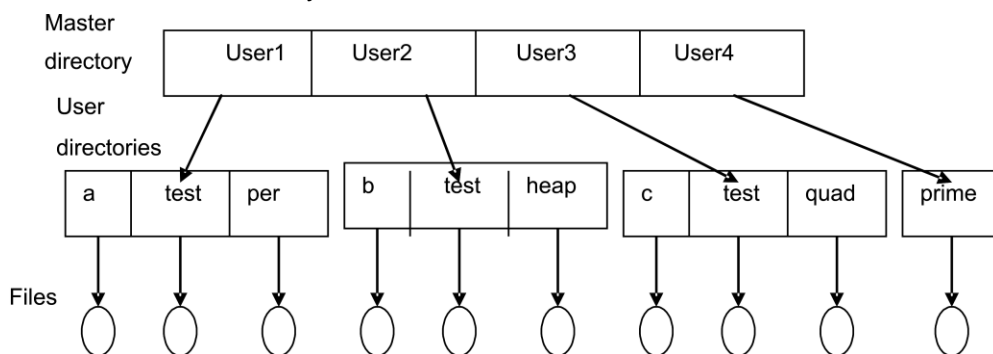 Master
directory
User1 User2 User3 User4
User
directories
a test per b test heap c test quad prime
Files